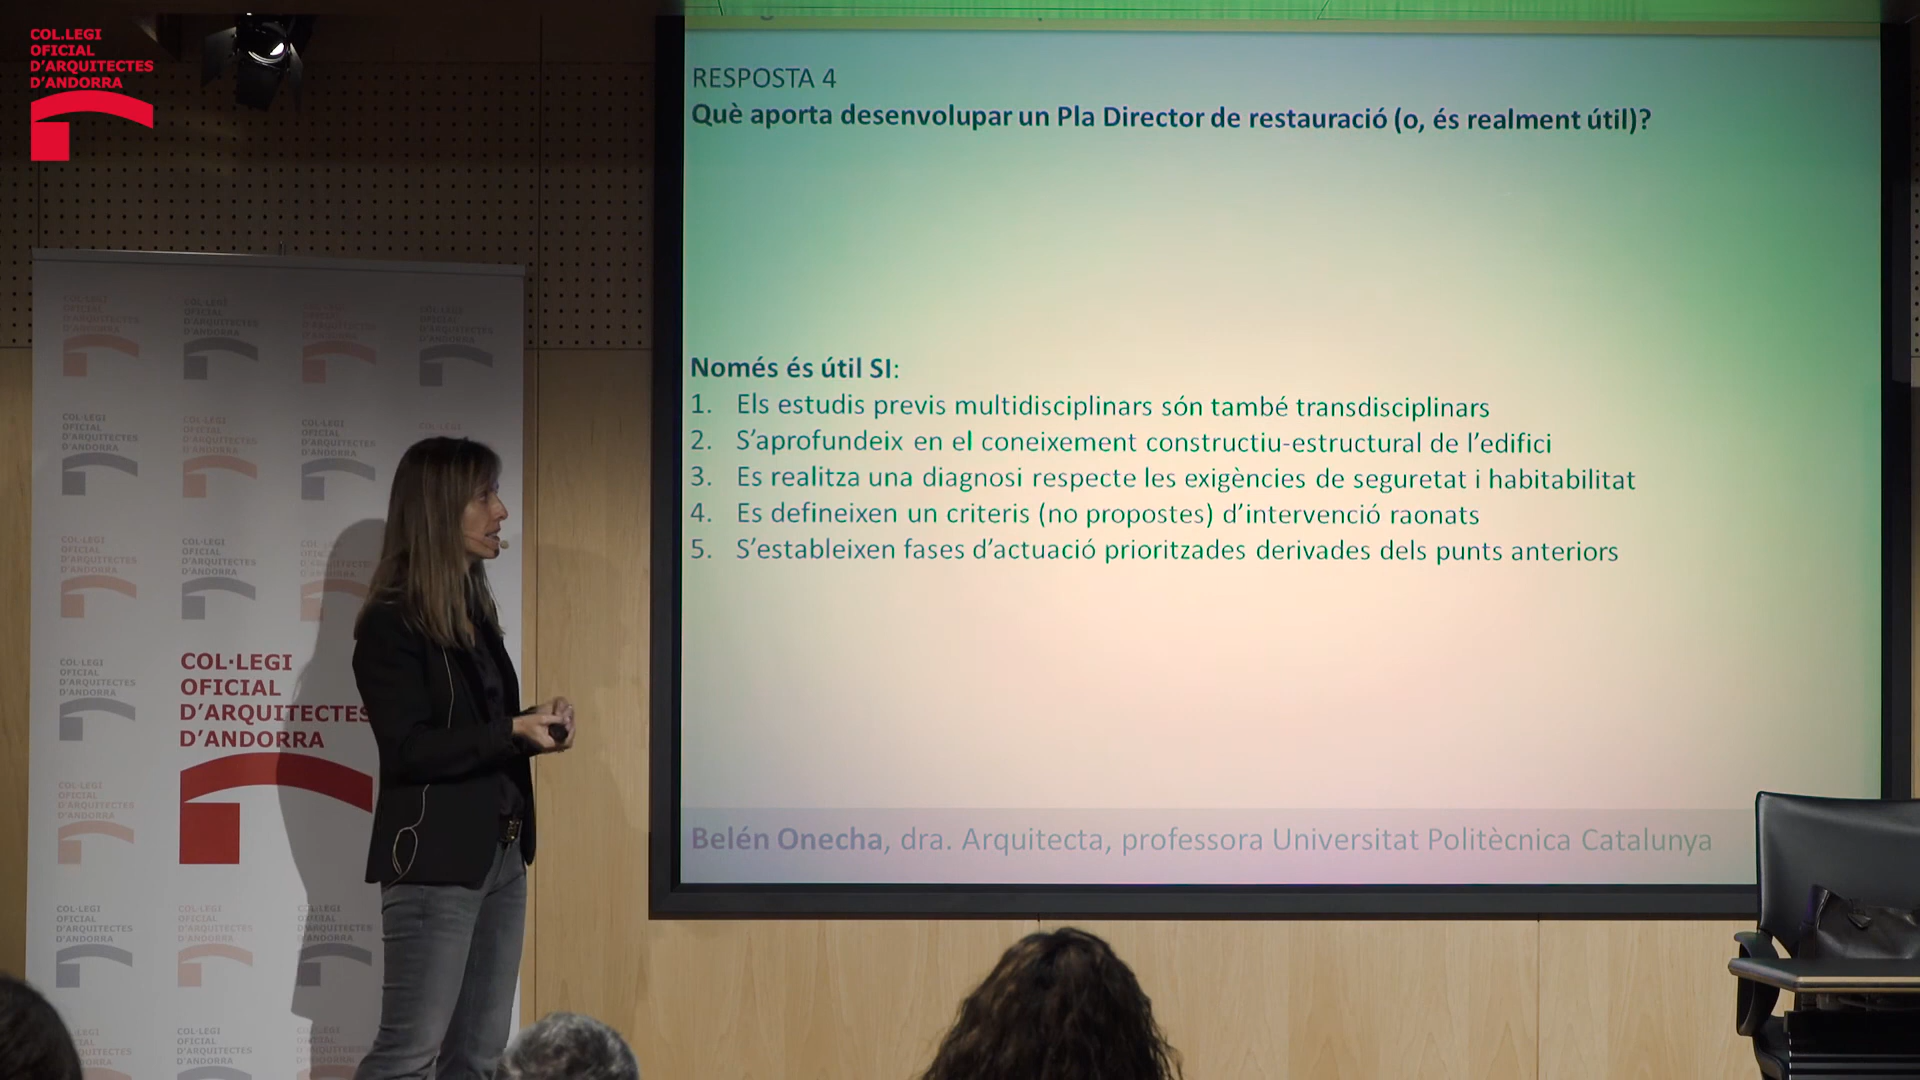 COL.LEGI
OFICIAL
D'ARQUITECTES
D'ANDORRA
RESPOSTA 4
Què aporta desenvolupar un Pla Director de restauració (o, és realment útil)?
Només és útil SI:
1. Els estudis previs multidisciplinars són també transdisciplinars
2. S'aprofundeix en el coneixement constructiu-estructural de l'edifici
3. Es realitza una diagnosi respecte les exigències de seguretat i habitabilitat
4. Es defineixen un criteris (no propostes) d'intervenció raonats
5. S'estableixen fases d'actuació prioritzades derivades dels punts anteriors
Belén Onecha, dra. Arquitecta, professora Universitat Politècnica Catalunya
COL·LEGI
OFICIAL
D'ARQUITECTES
D'ANDORRA